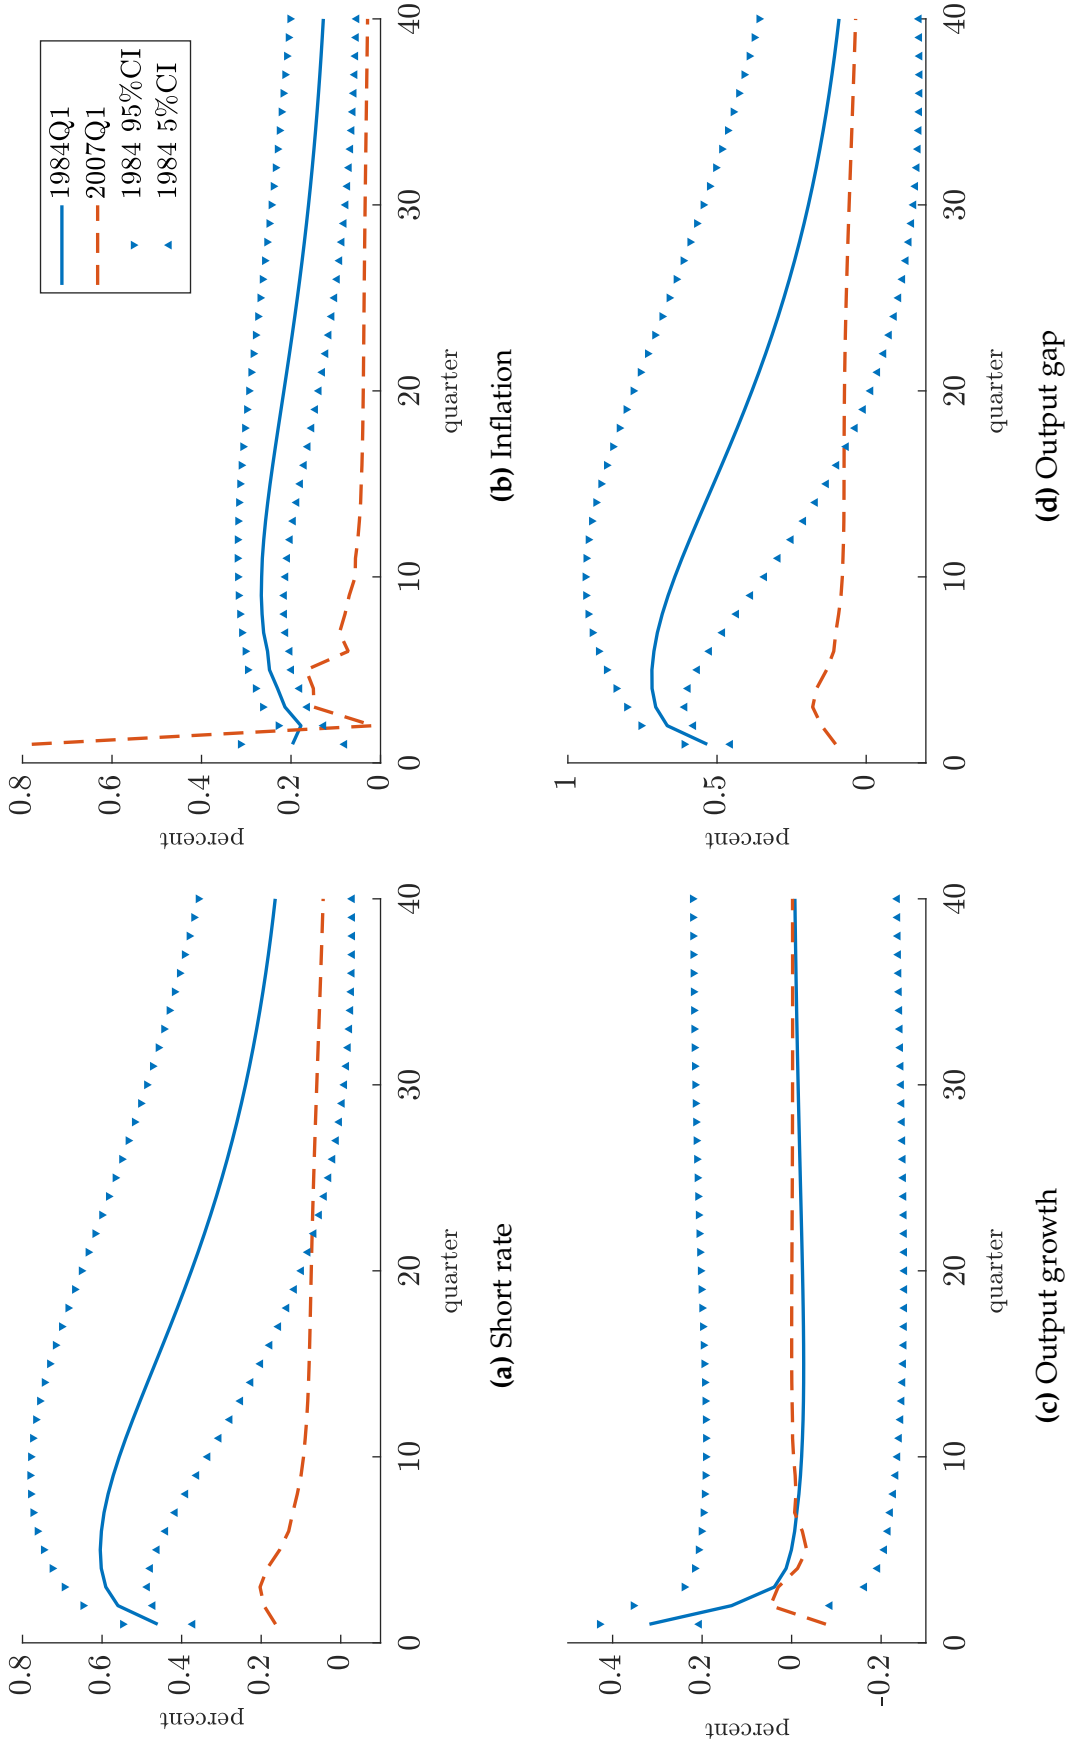 percent
0.8
0.6
0.4
0.2
0
0
10
20
30
40
quarter
(a) Short rate
percent
0.8
0.6
0.4
0.2
0
0
10
20
30
40
quarter
(b) Inflation
1984Q1
2007Q1
1984 95%CI
1984 5%CI
percent
0.4
0.2
0
-0.2
0
10
20
30
40
quarter
(c) Output growth
percent
1
0.5
0
0
10
20
30
40
quarter
(d) Output gap